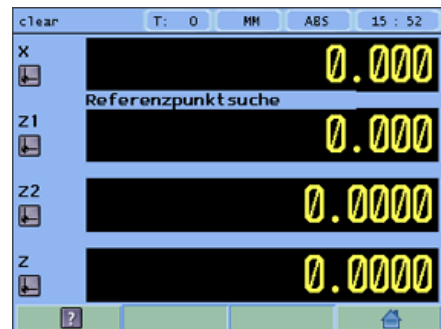 clear T: 0 MM ABS 15 : 52
X 0.000
Referenzpunktsuche
Z1 0.000
Z2 0.0000
Z 0.0000
?